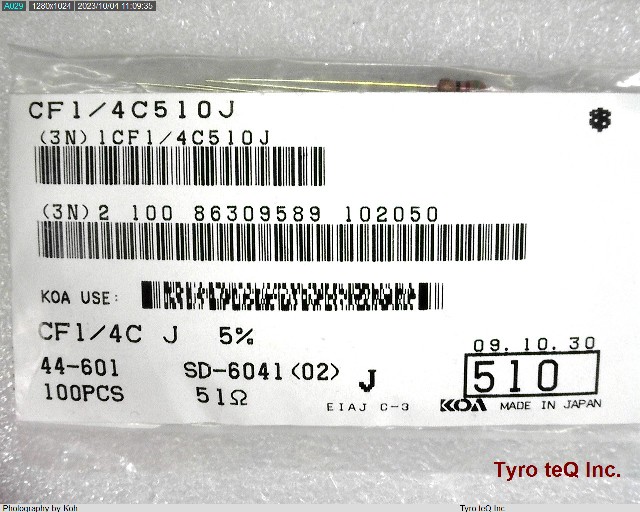 A029 1280x1024 2023/10/04 11:09:35
CF1/4C510J
(3N)1CF1/4C510J
(3N)2 100 86309589 102050
KOA USE:
CF1/4C J 5%
09.10.30
44-601 SD-6041(02) J 510
100PCS 51Ω
EIAJ C-3 KOA MADE IN JAPAN
Tyro teQ Inc.
Photography by Koh Tyro teQ Inc